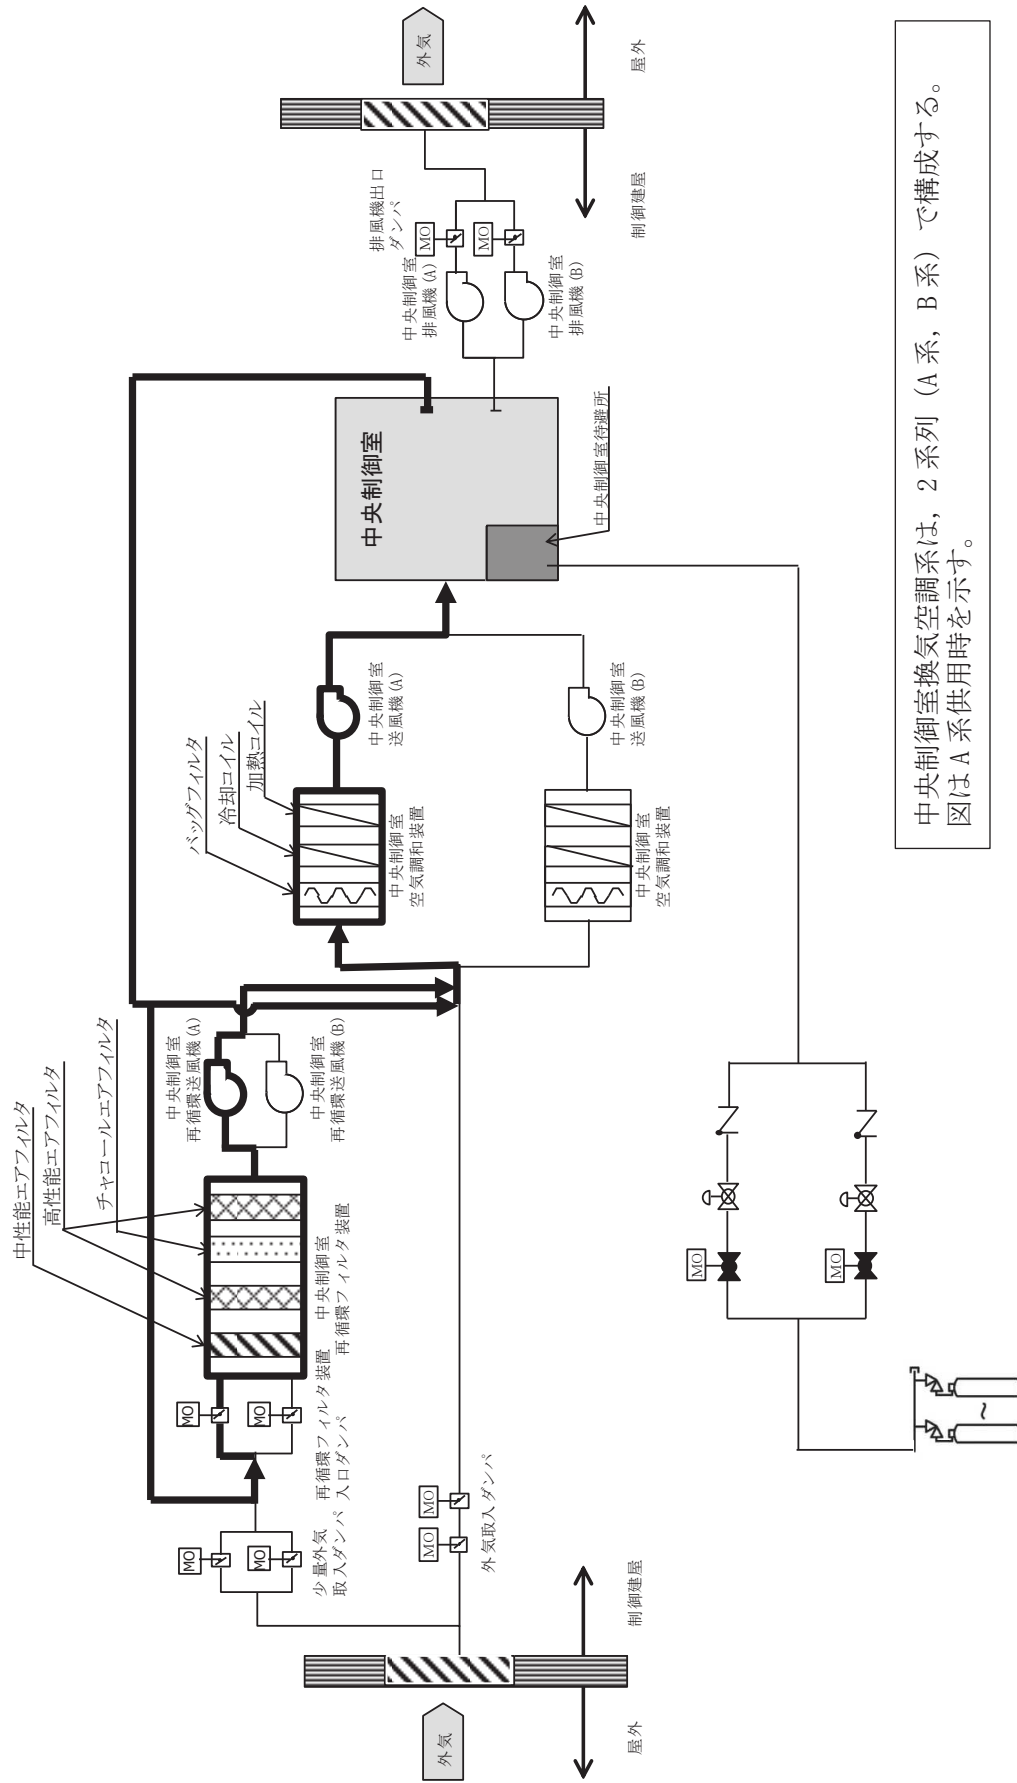 外気
屋外
制御建屋
MO
MO
少量外気
取入ダンパ
MO
MO
再循環フィルタ装置
入口ダンパ
MO
MO
外気取入ダンパ
中性能エアフィルタ
高性能エアフィルタ
チャコールエアフィルタ
中央制御室
再循環フィルタ装置
中央制御室
再循環送風機(A)
中央制御室
再循環送風機(B)
バッグフィルタ
冷却コイル
加熱コイル
中央制御室
空気調和装置
中央制御室
空気調和装置
中央制御室
送風機(A)
中央制御室
送風機(B)
中央制御室
中央制御室待避所
中央制御室
排風機(A)
中央制御室
排風機(B)
排風機出口
ダンパ
MO
MO
外気
制御建屋
屋外
MO
MO
~
中央制御室換気空調系は，2系列（A系，B系）で構成する。
図はA系供用時を示す。